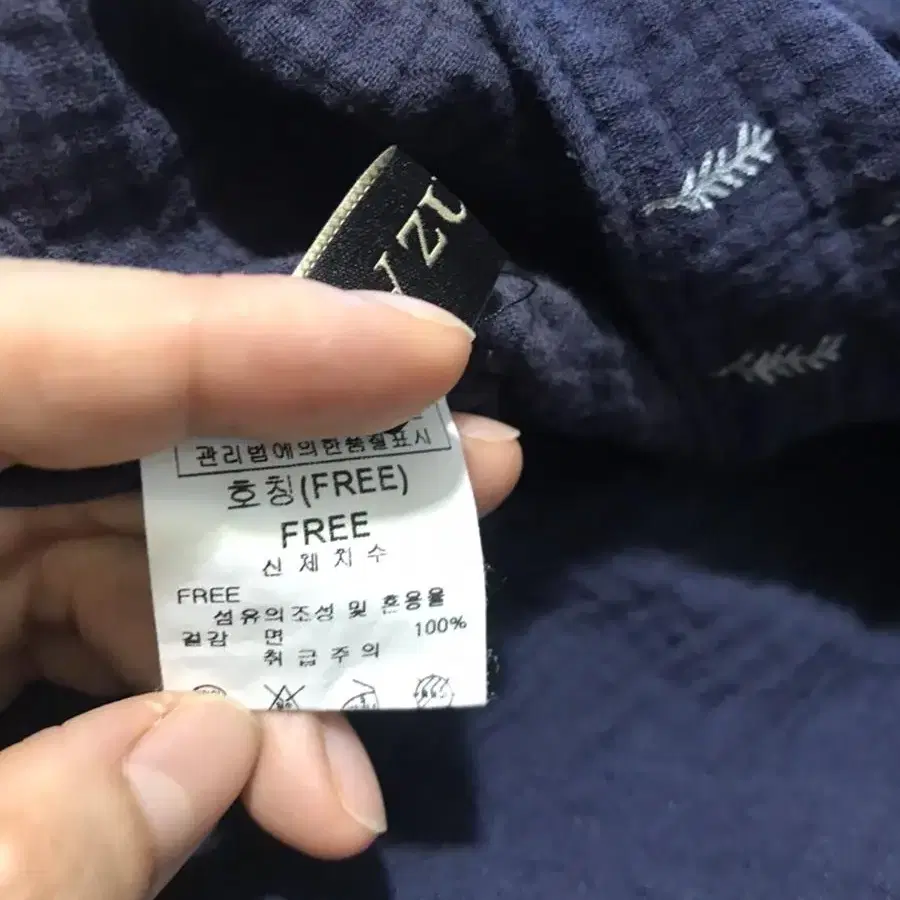 관리법에의한품질표시
호칭(FREE)
FREE
신체치수
FREE
섬유의조성 및 혼용율
겉감 면 100%
취급주의